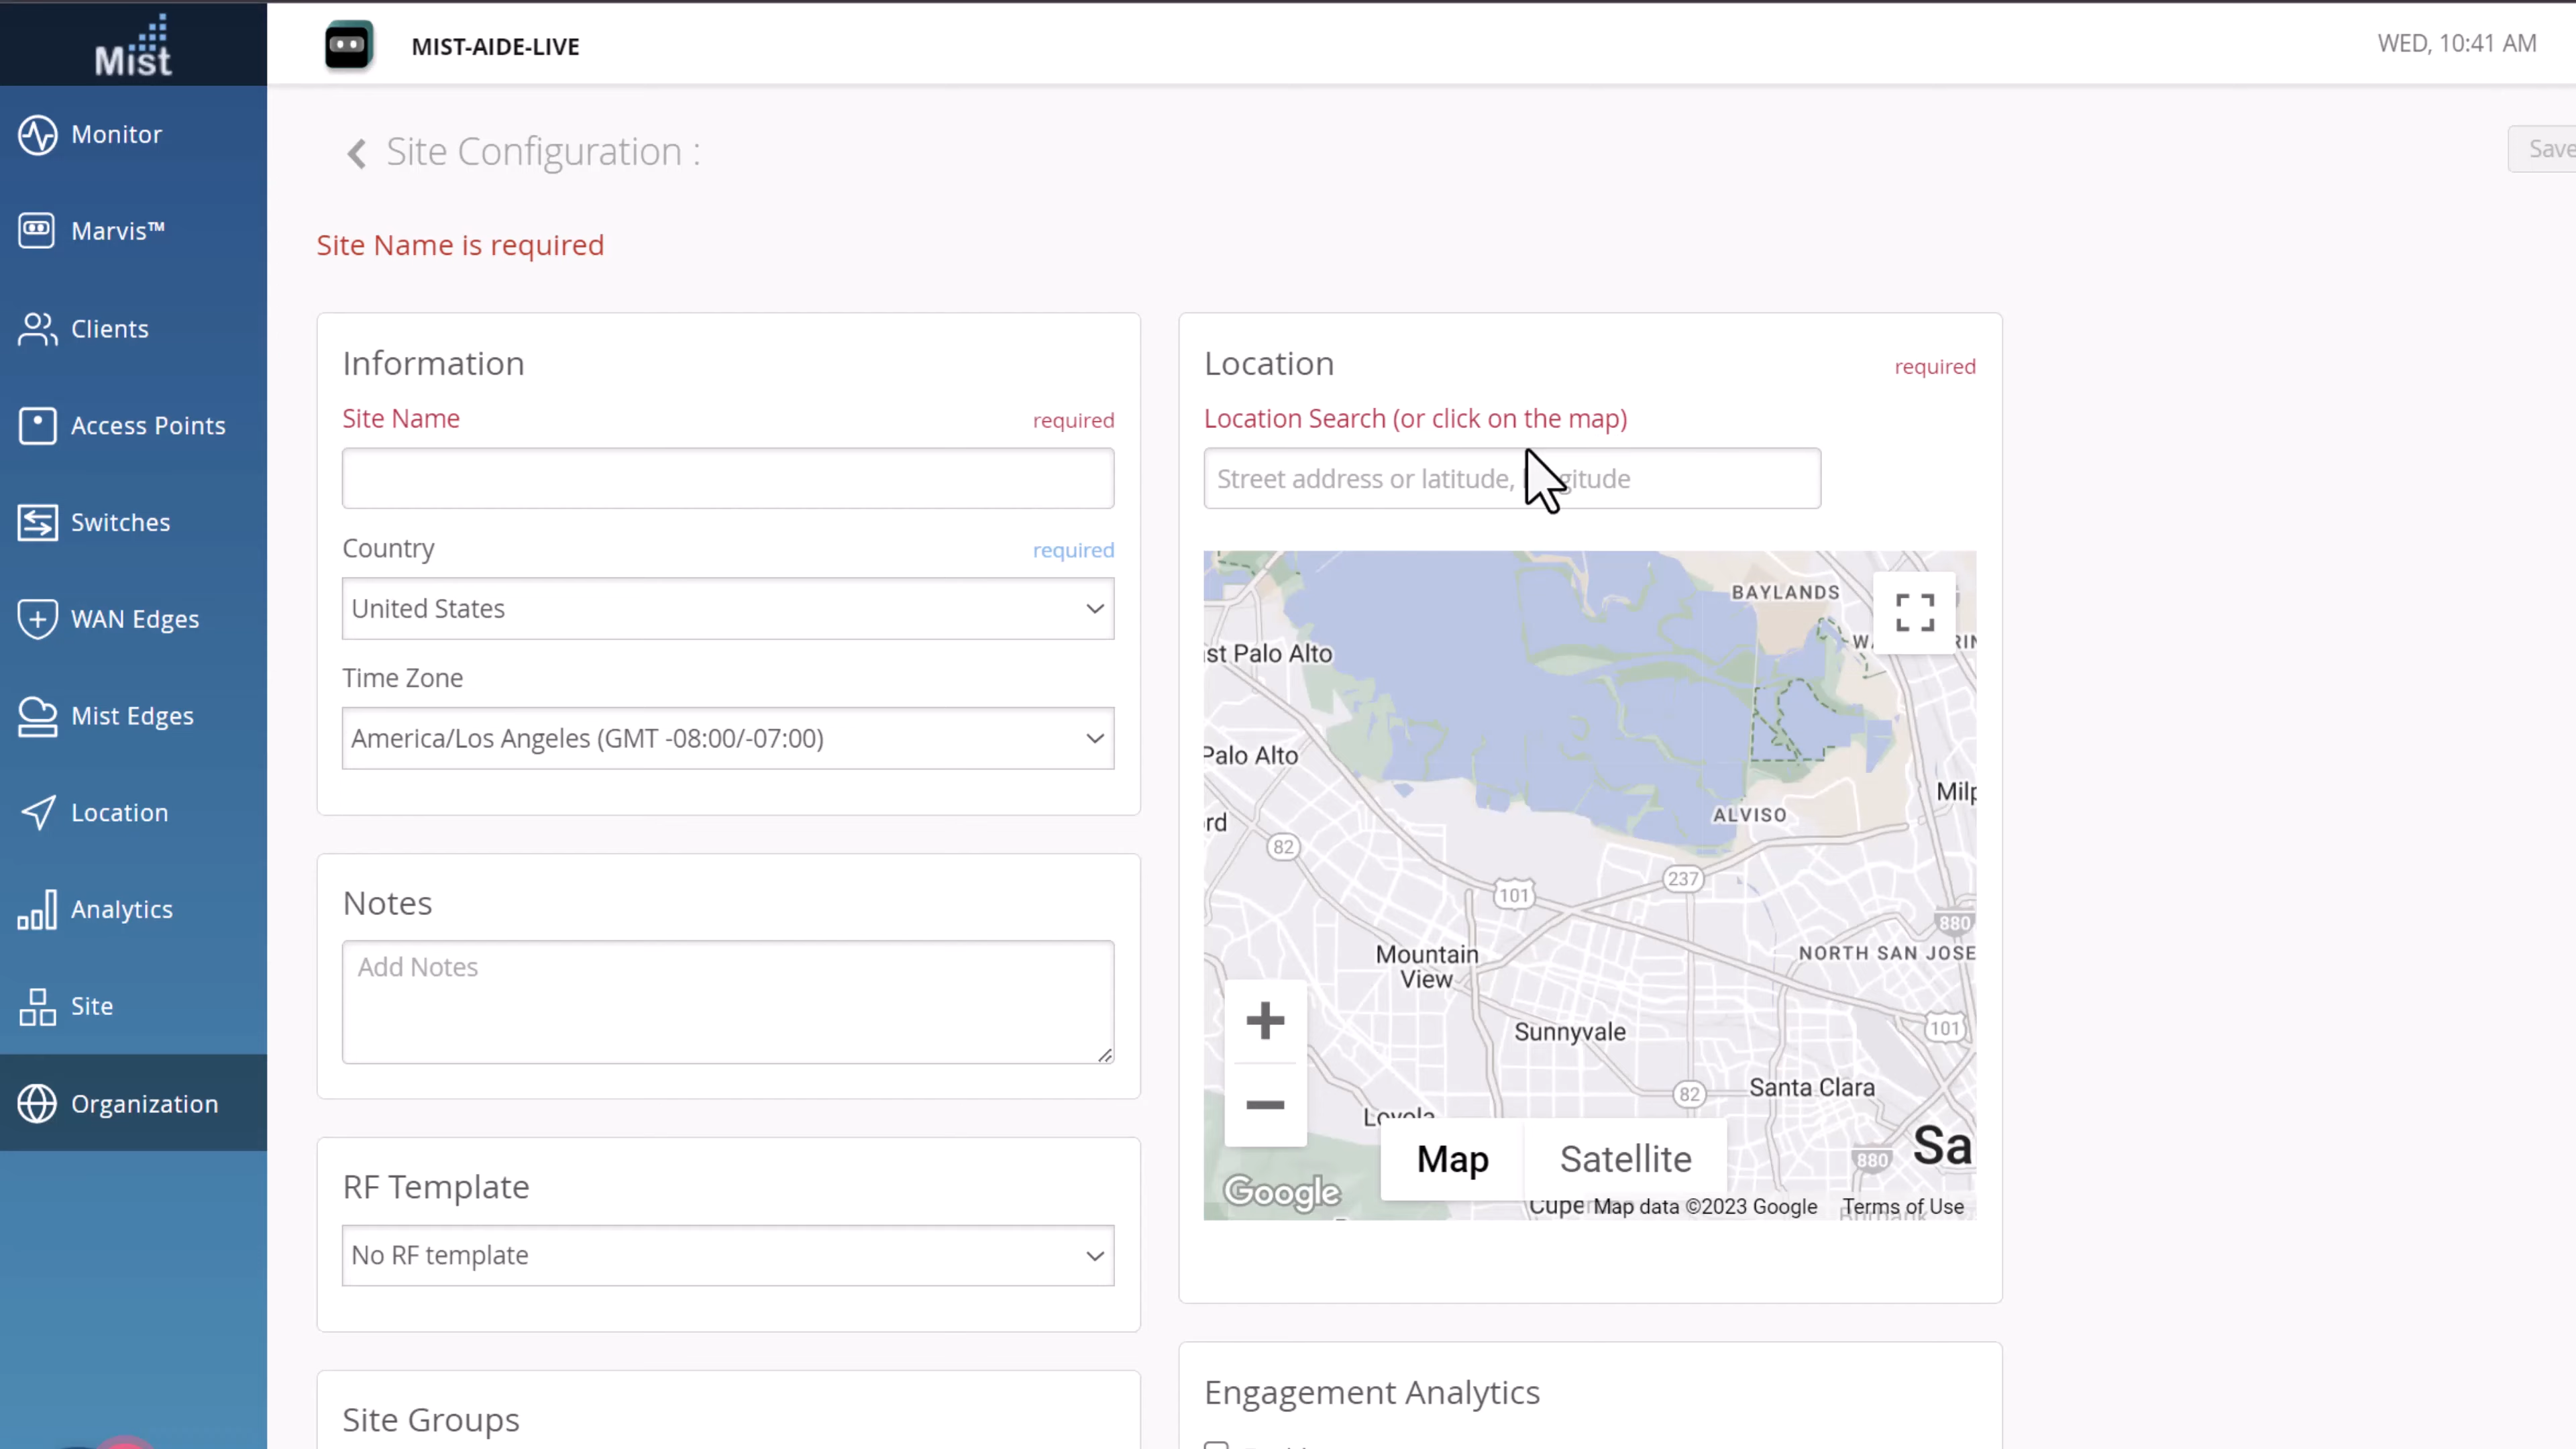 Mist
MIST-AIDE-LIVE
WED, 10:41 AM
Monitor
Marvis™
Clients
Access Points
Switches
WAN Edges
Mist Edges
Location
Analytics
Site
Organization
Site Configuration :
Save
Site Name is required
Information
Site Name required
Country required
United States
Time Zone
America/Los Angeles (GMT -08:00/-07:00)
Notes
Add Notes
RF Template
No RF template
Site Groups
Location required
Location Search (or click on the map)
Street address or latitude, gitude
BAYLANDS
st Palo Alto
Palo Alto
Milp
ALVISO
rd
82
237
101
880
NORTH SAN JOSE
Mountain
View
101
Sunnyvale
82
Santa Clara
Loyola
Sa
880
Map Satellite
Google
Cupe Map data ©2023 Google Terms of Use
Engagement Analytics